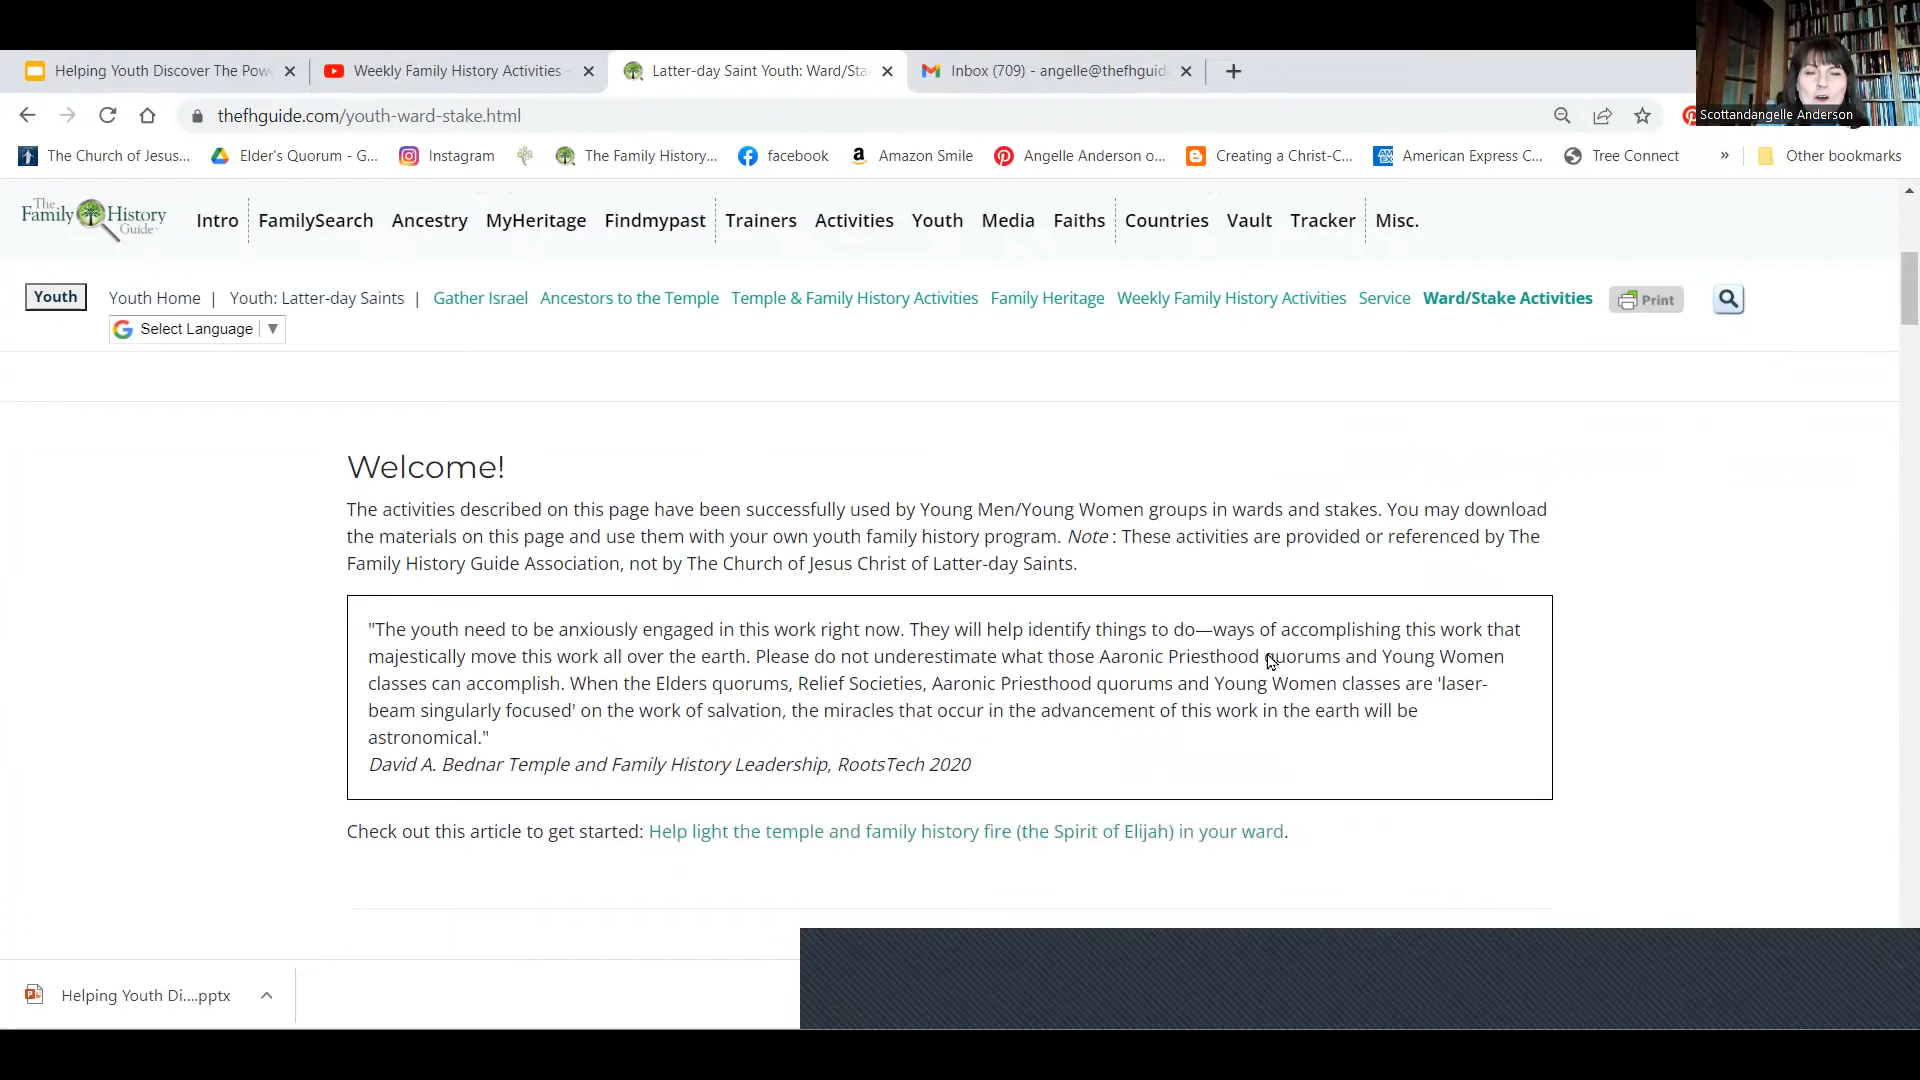 Helping Youth Discover The Pow
Weekly Family History Activities -
Latter-day Saint Youth: Ward/Sta
Inbox (709) - angelle@thefhguid
Scottandangelle Anderson
thefhguide.com/youth-ward-stake.html
The Church of Jesus...
Elder's Quorum - G...
Instagram
The Family History...
facebook
Amazon Smile
Angelle Anderson o...
Creating a Christ-C...
American Express C...
Tree Connect
»
Other bookmarks
The Family History Guide
Intro
FamilySearch
Ancestry
MyHeritage
Findmypast
Trainers
Activities
Youth
Media
Faiths
Countries
Vault
Tracker
Misc.
Youth
Youth Home | Youth: Latter-day Saints | Gather Israel Ancestors to the Temple Temple & Family History Activities Family Heritage Weekly Family History Activities Service Ward/Stake Activities
Print
Select Language
Welcome!
The activities described on this page have been successfully used by Young Men/Young Women groups in wards and stakes. You may download
the materials on this page and use them with your own youth family history program. Note : These activities are provided or referenced by The
Family History Guide Association, not by The Church of Jesus Christ of Latter-day Saints.
"The youth need to be anxiously engaged in this work right now. They will help identify things to do—ways of accomplishing this work that
majestically move this work all over the earth. Please do not underestimate what those Aaronic Priesthood quorums and Young Women
classes can accomplish. When the Elders quorums, Relief Societies, Aaronic Priesthood quorums and Young Women classes are 'laser-
beam singularly focused' on the work of salvation, the miracles that occur in the advancement of this work in the earth will be
astronomical."
David A. Bednar Temple and Family History Leadership, RootsTech 2020
Check out this article to get started: Help light the temple and family history fire (the Spirit of Elijah) in your ward.
Helping Youth Di....pptx